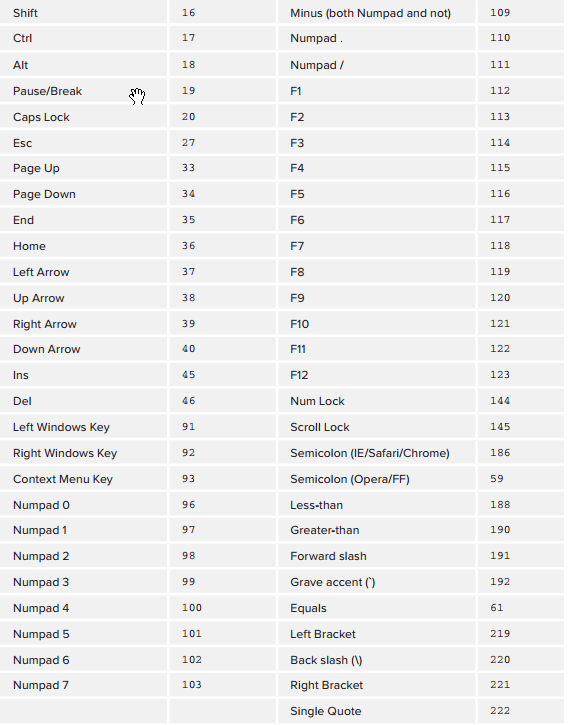 Shift 16 Minus (both Numpad and not) 109
Ctrl 17 Numpad . 110
Alt 18 Numpad / 111
Pause/Break 19 F1 112
Caps Lock 20 F2 113
Esc 27 F3 114
Page Up 33 F4 115
Page Down 34 F5 116
End 35 F6 117
Home 36 F7 118
Left Arrow 37 F8 119
Up Arrow 38 F9 120
Right Arrow 39 F10 121
Down Arrow 40 F11 122
Ins 45 F12 123
Del 46 Num Lock 144
Left Windows Key 91 Scroll Lock 145
Right Windows Key 92 Semicolon (IE/Safari/Chrome) 186
Context Menu Key 93 Semicolon (Opera/FF) 59
Numpad 0 96 Less-than 188
Numpad 1 97 Greater-than 190
Numpad 2 98 Forward slash 191
Numpad 3 99 Grave accent (`) 192
Numpad 4 100 Equals 61
Numpad 5 101 Left Bracket 219
Numpad 6 102 Back slash (\) 220
Numpad 7 103 Right Bracket 221
Single Quote 222